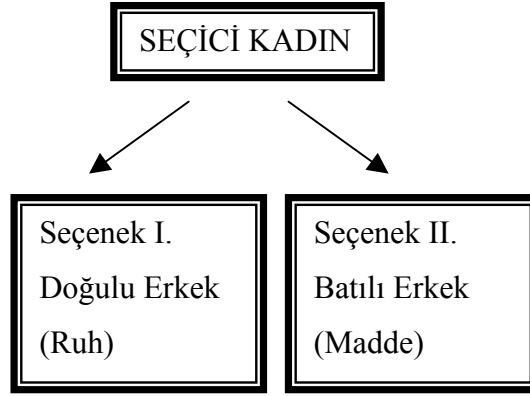 SEÇİCİ KADIN
Seçenek I.
Doğulu Erkek
(Ruh)
Seçenek II.
Batılı Erkek
(Madde)